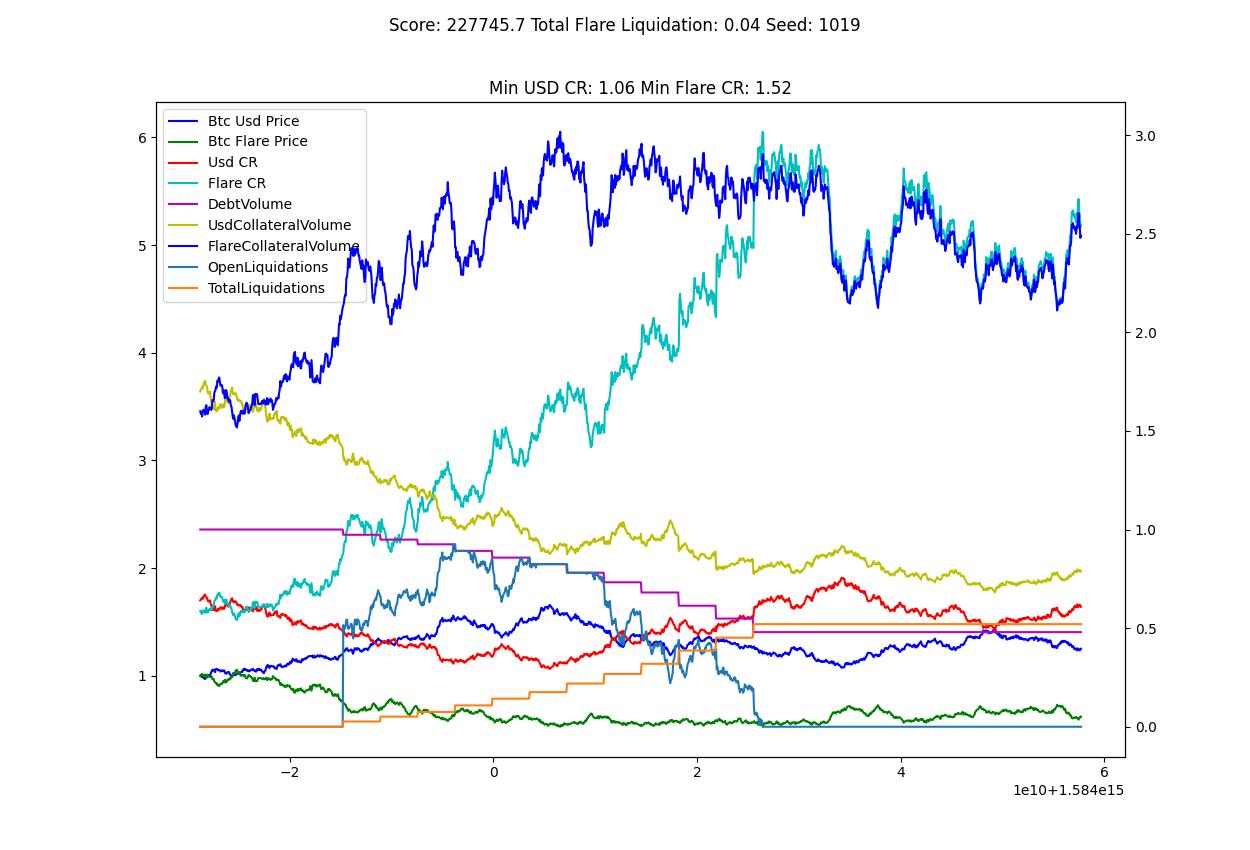 Score: 227745.7 Total Flare Liquidation: 0.04 Seed: 1019
Min USD CR: 1.06 Min Flare CR: 1.52
Btc Usd Price
Btc Flare Price
Usd CR
Flare CR
DebtVolume
UsdCollateralVolume
FlareCollateralVolume
OpenLiquidations
TotalLiquidations
6
5
4
3
2
1
3.0
2.5
2.0
1.5
1.0
0.5
0.0
−2
0
2
4
6
1e10+1.584e15